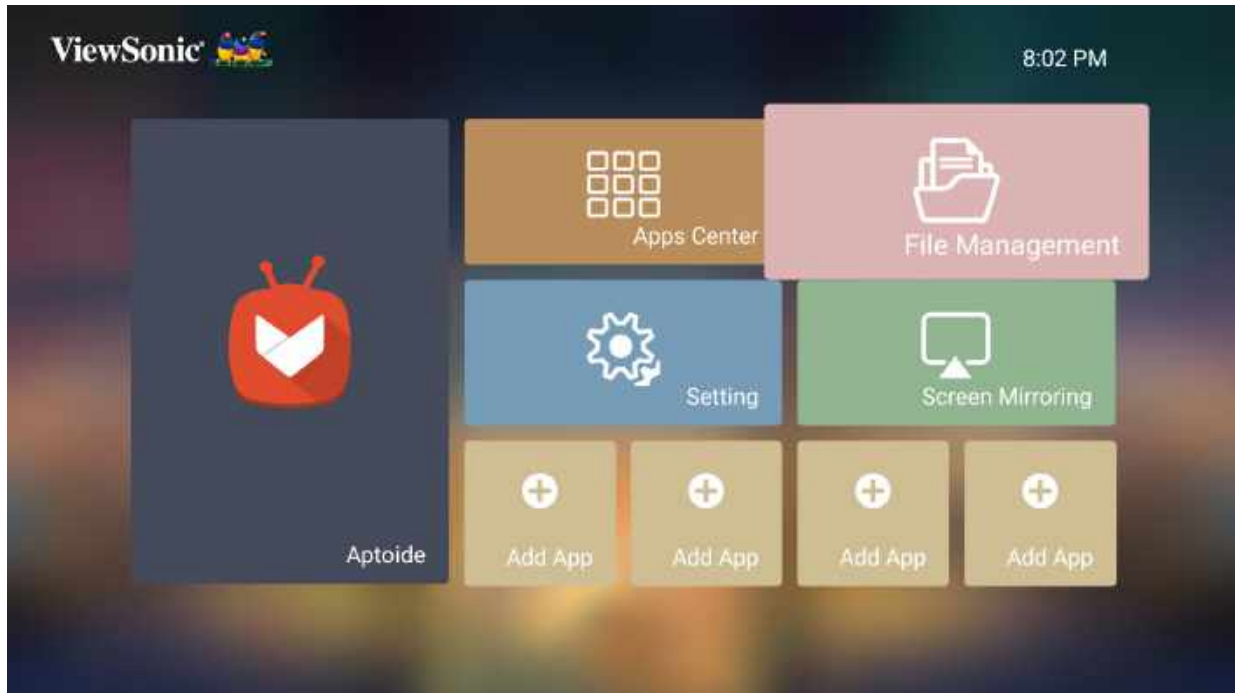 ViewSonic
8:02 PM
Apps Center
File Management
Setting
Screen Mirroring
Aptoide
Add App
Add App
Add App
Add App